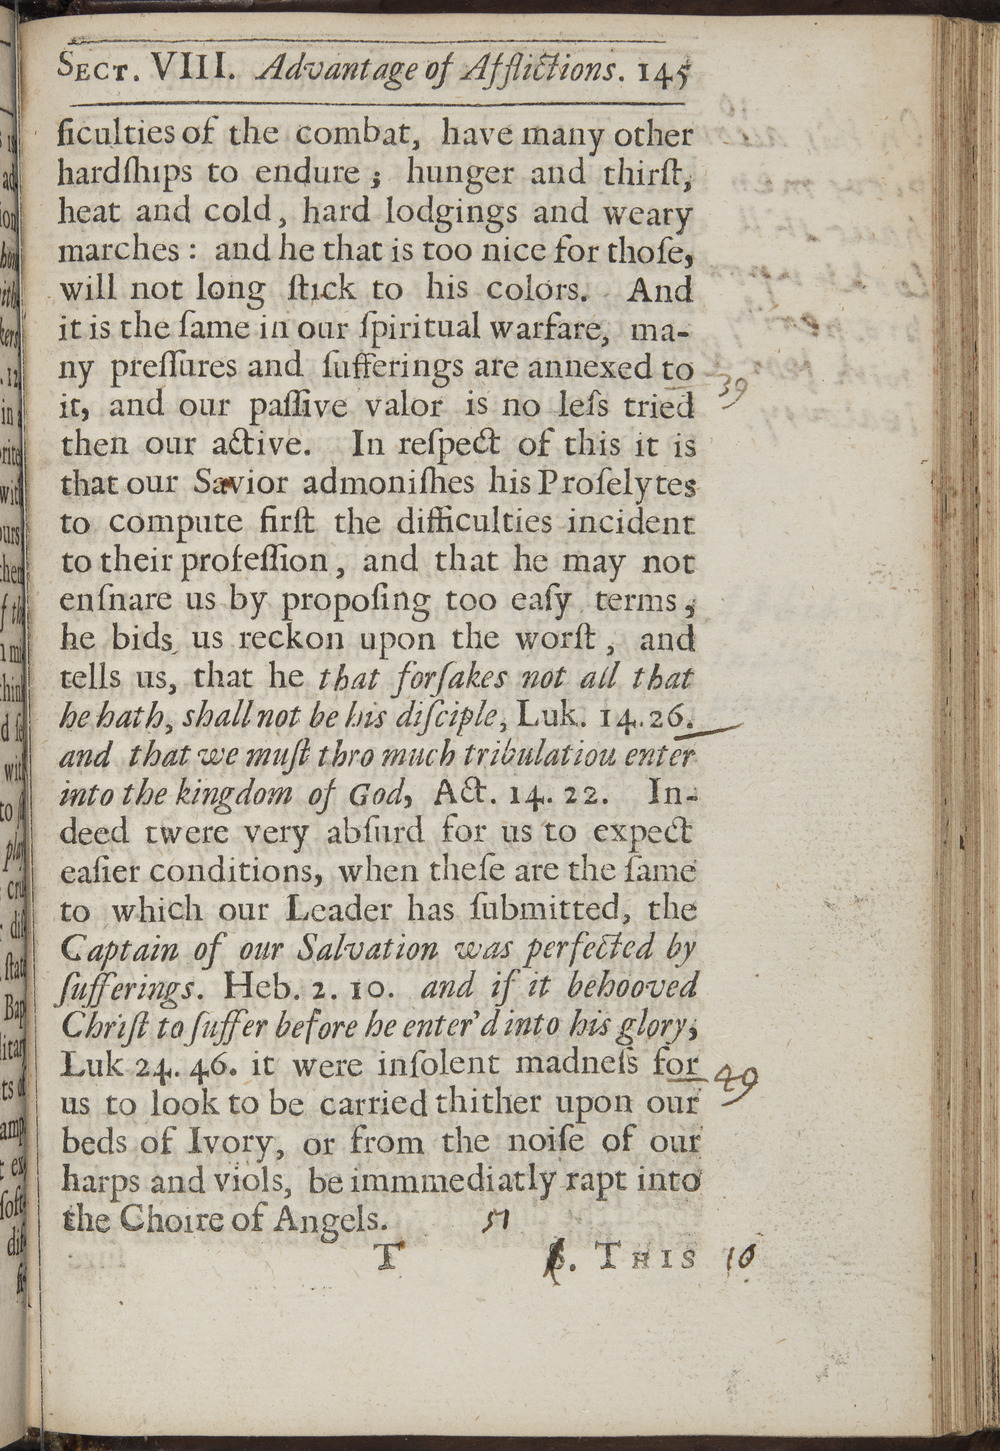 SECT. VIII. Advantage of Afflictions. 145
ficulties of the combat, have many other
hardſhips to endure ; hunger and thirſt,
heat and cold, hard lodgings and weary
marches : and he that is too nice for thoſe,
will not long ſtick to his colors. And
it is the ſame in our ſpiritual warfare, ma-
ny preſſures and ſufferings are annexed to
it, and our paſſive valor is no leſs tried 39
then our active. In reſpect of this it is
that our Savior admoniſhes his Proſelytes
to compute firſt the difficulties incident
to their profeſſion, and that he may not
enſnare us by propoſing too eaſy terms,
he bids us reckon upon the worſt, and
tells us, that he that forſakes not all that
he hath, shall not be his diſciple, Luk. 14.26.
and that we muſt thro much tribulatiou enter
into the kingdom of God, Act. 14. 22. In-
deed twere very abſurd for us to expect
eaſier conditions, when theſe are the ſame
to which our Leader has ſubmitted, the
Captain of our Salvation was perfected by
ſufferings. Heb. 2. 10. and if it behooved
Chriſt to ſuffer before he enter'd into his glory;
Luk 24. 46. it were inſolent madneſs for
us to look to be carried thither upon our 49
beds of Ivory, or from the noiſe of our
harps and viols, be immmediatly rapt into
the Choire of Angels. 51
T . THIS 10